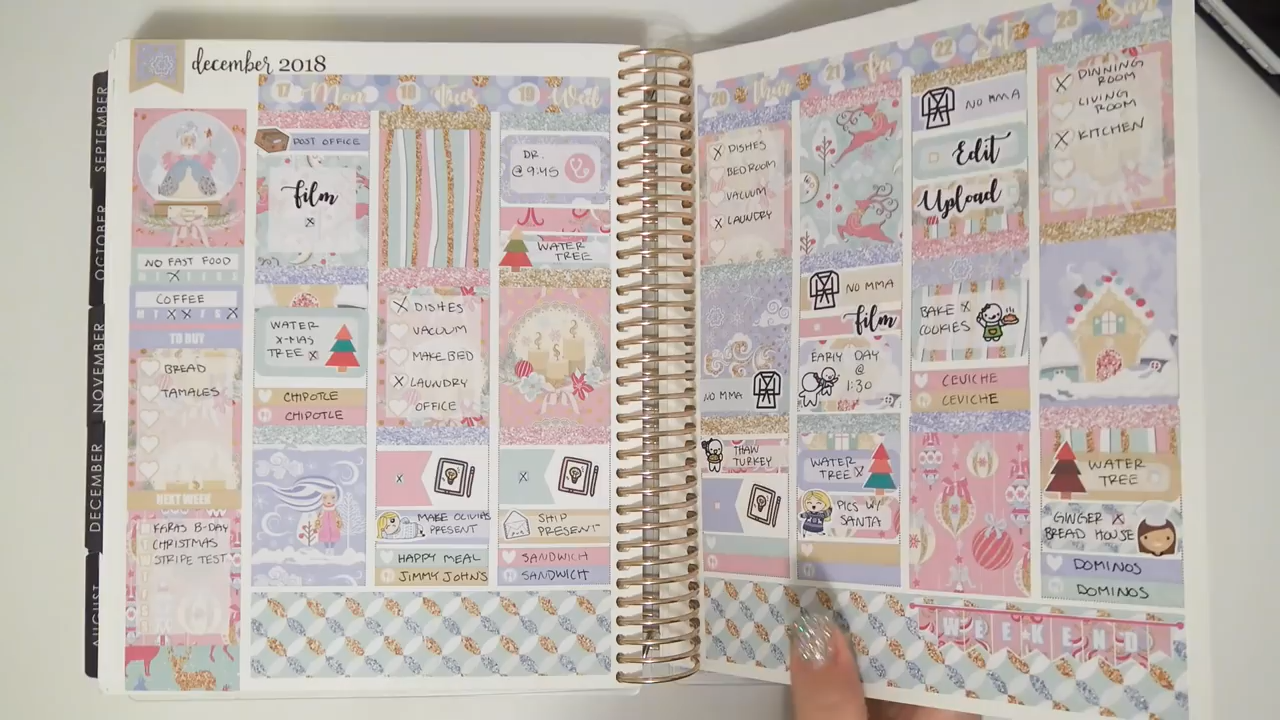 december 2018
SEPTEMBER
OCTOBER
NOVEMBER
DECEMBER
AUGUST
NO FAST FOOD
COFFEE
TO BUY
BREAD
TAMALES
NEXT WEEK
KARAS B-DAY
CHRISTMAS
STRIPE TEST
17 Mon
POST OFFICE
film
x
WATER
X-MAS
TREE x
CHIPOTLE
CHIPOTLE
18 Tues
X DISHES
VACUUM
MAKE BED
X LAUNDRY
OFFICE
x
MAKE OLIVIAS
PRESENT
HAPPY MEAL
JIMMY JOHN'S
19 Wed
DR.
@ 9:45
WATER
TREE
x
SHIP
PRESENT
SANDWICH
SANDWICH
20 Thur
X DISHES
BEDROOM
VACUUM
X LAUNDRY
NO MMA
THAW
TURKEY
21 Fri
NO MMA
film
EARLY DAY
@
1:30
WATER
TREE X
PICS W/
SANTA
22 Sat
NO MMA
Edit
Upload
BAKE X
COOKIES
CEVICHE
CEVICHE
23 Sun
X DINNING
ROOM
LIVING
ROOM
X KITCHEN
WATER
TREE
GINGER X
BREAD HOUSE
DOMINOS
DOMINOS
WEEKEND